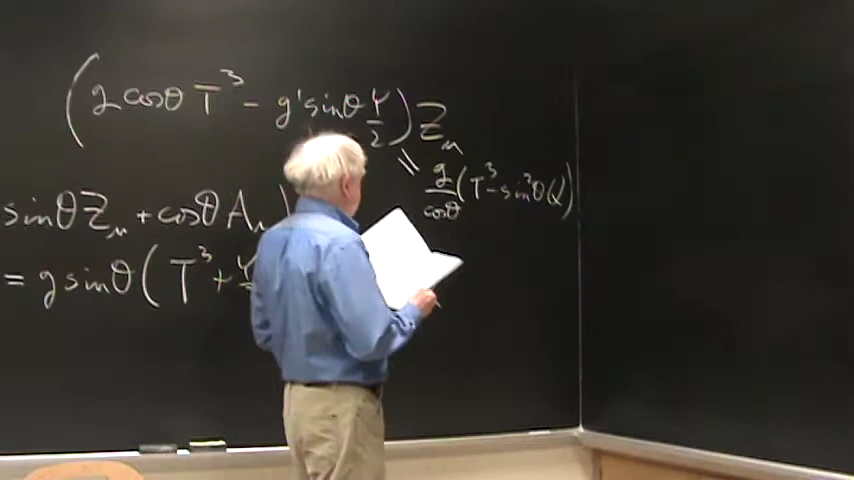 (g cosθ T³ - g' sinθ Y/2) Z_μ
\\ g/cosθ (T³ - sin²θ Q)
sinθ Z_μ + cosθ A_μ)
= g sinθ (T³ + Y